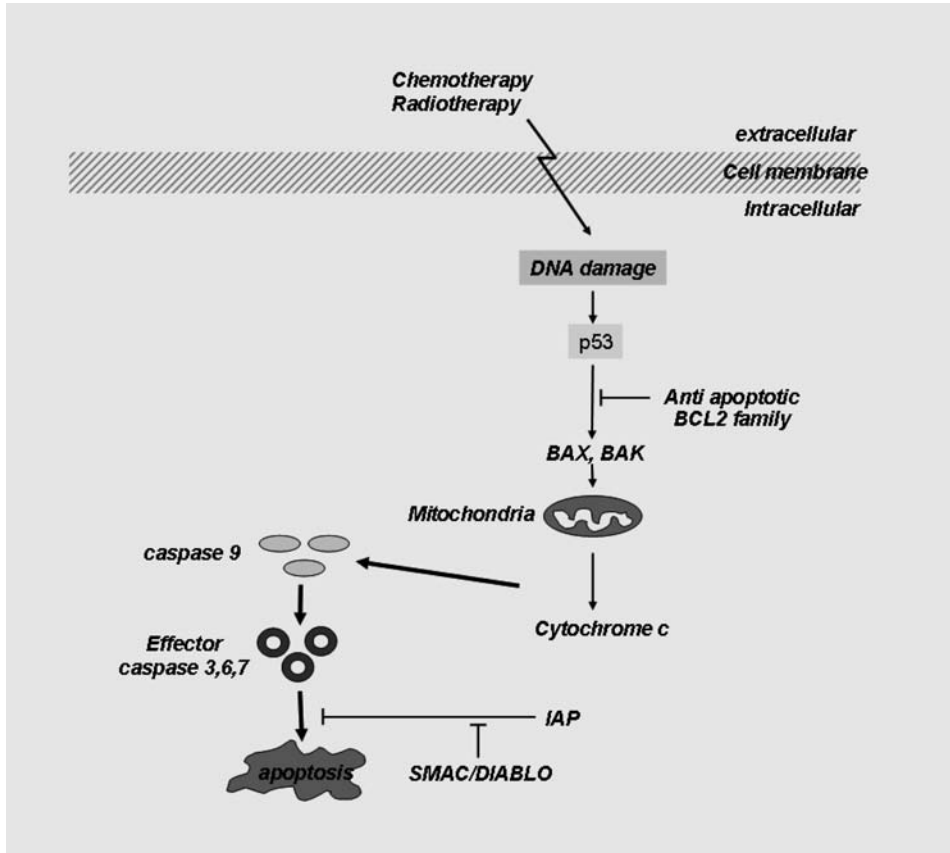 Chemotherapy
Radiotherapy
extracellular
Cell membrane
Intracellular
DNA damage
p53
Anti apoptotic
BCL2 family
BAX, BAK
Mitochondria
caspase 9
Cytochrome c
Effector
caspase 3,6,7
IAP
apoptosis
SMAC/DIABLO